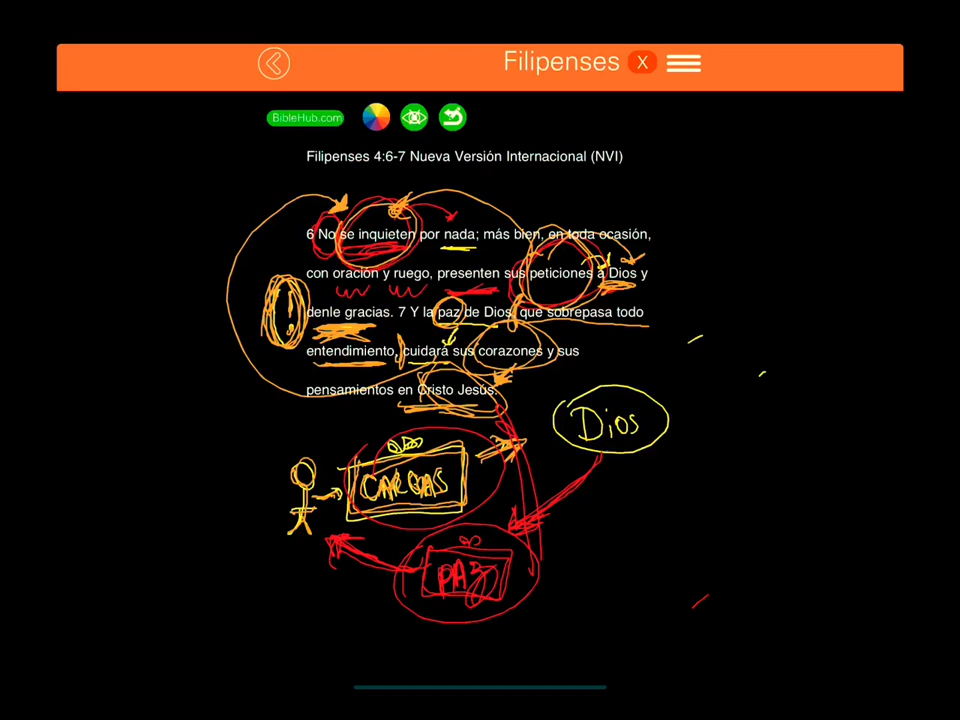 Filipenses X
BibleHub.com
Filipenses 4:6-7 Nueva Versión Internacional (NVI)
6 No se inquieten por nada; más bien, en toda ocasión,
con oración y ruego, presenten sus peticiones a Dios y
denle gracias. 7 Y la paz de Dios, que sobrepasa todo
entendimiento, cuidará sus corazones y sus
pensamientos en Cristo Jesús.
Dios
CARGAS
PAZ